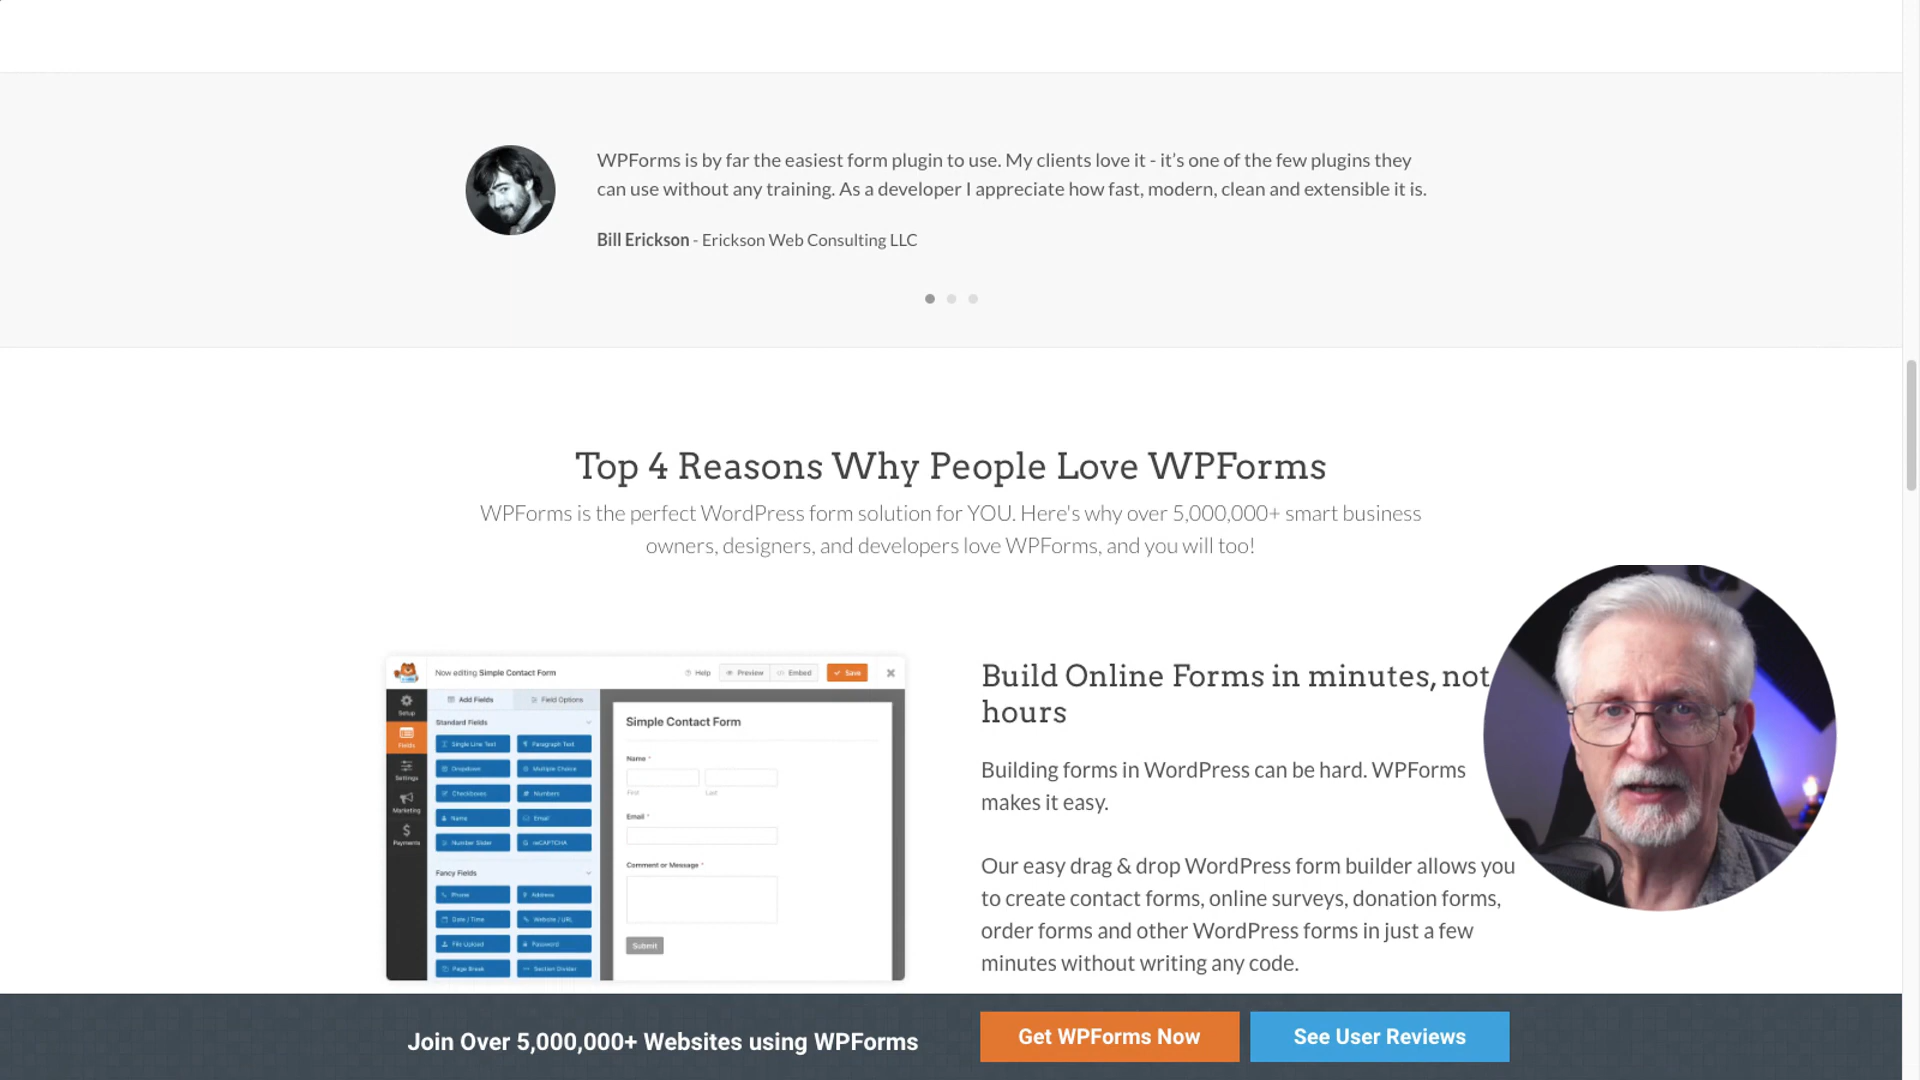 WPForms is by far the easiest form plugin to use. My clients love it - it's one of the few plugins they
can use without any training. As a developer I appreciate how fast, modern, clean and extensible it is.
Bill Erickson - Erickson Web Consulting LLC
Top 4 Reasons Why People Love WPForms
WPForms is the perfect WordPress form solution for YOU. Here's why over 5,000,000+ smart business
owners, designers, and developers love WPForms, and you will too!
Now editing Simple Contact Form
Help
Preview
Embed
Save
Setup
Fields
Settings
Marketing
Payments
Add Fields
Field Options
Standard Fields
Single Line Text
Paragraph Text
Dropdown
Multiple Choice
Checkboxes
Numbers
Name
Email
Number Slider
reCAPTCHA
Fancy Fields
Phone
Address
Date / Time
Website / URL
File Upload
Password
Page Break
Section Divider
Simple Contact Form
Name *
First
Last
Email *
Comment or Message *
Submit
Build Online Forms in minutes, not
hours
Building forms in WordPress can be hard. WPForms
makes it easy.
Our easy drag & drop WordPress form builder allows you
to create contact forms, online surveys, donation forms,
order forms and other WordPress forms in just a few
minutes without writing any code.
Join Over 5,000,000+ Websites using WPForms
Get WPForms Now
See User Reviews